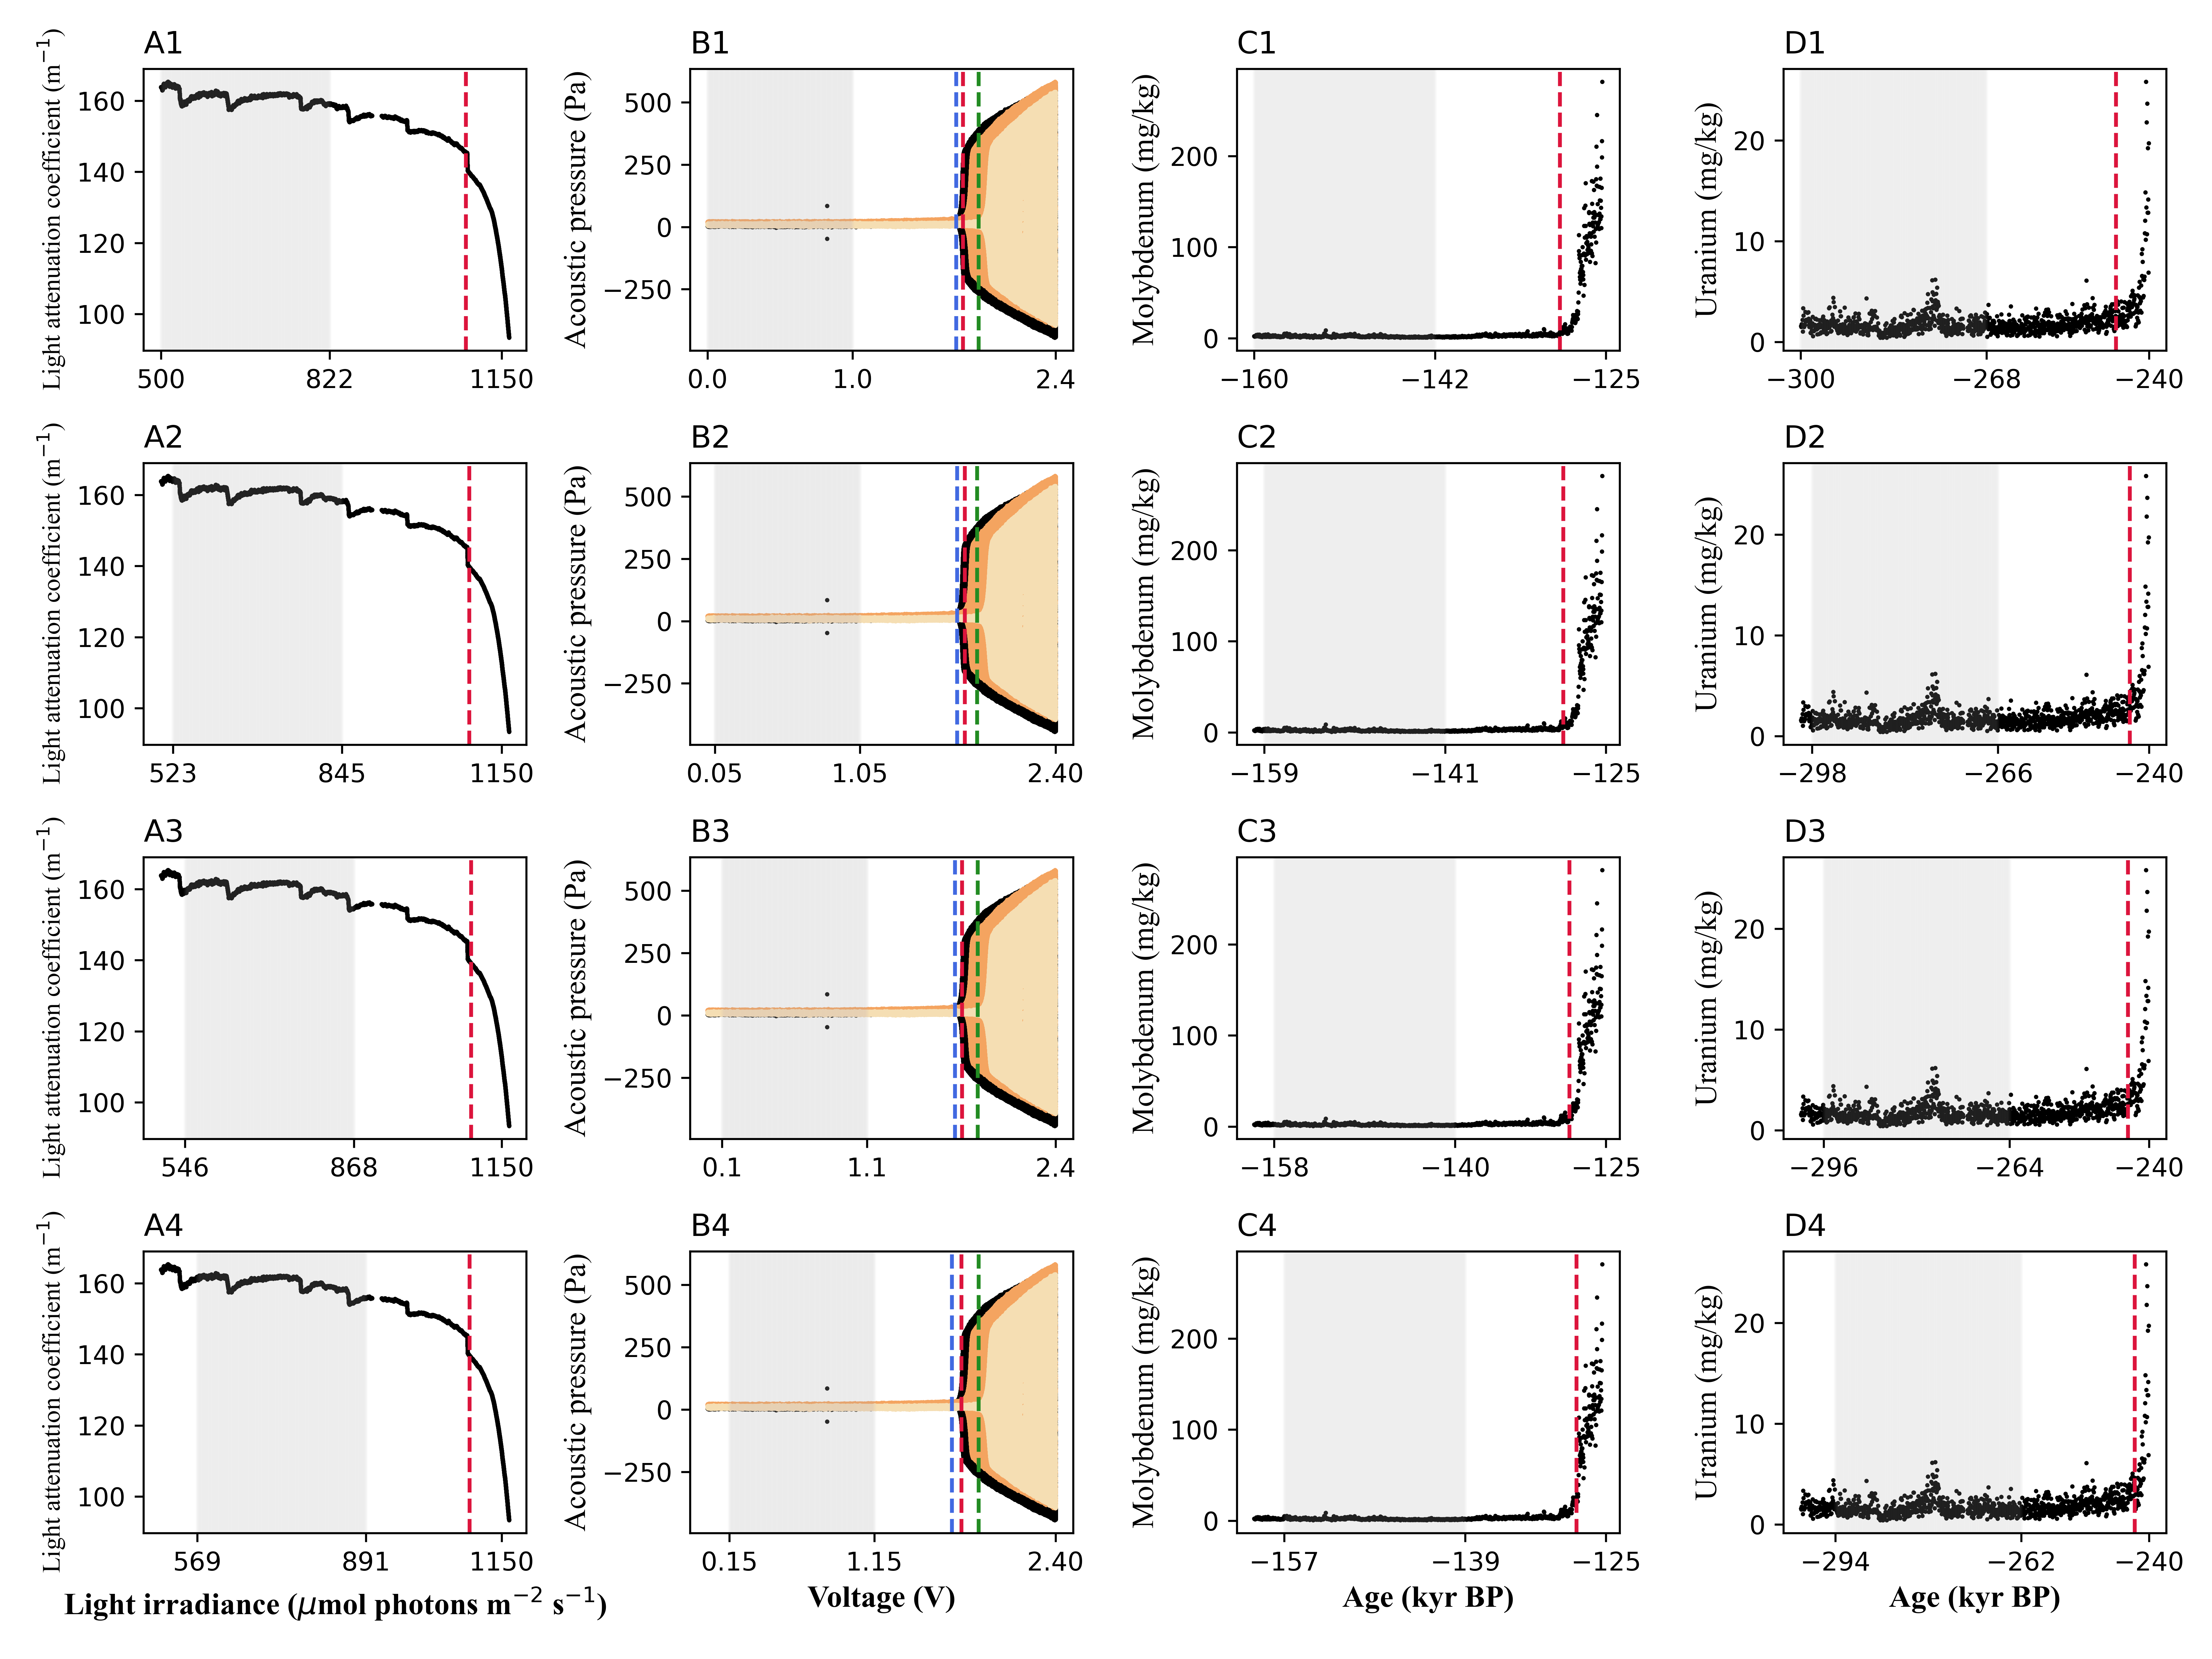 A1
Light attenuation coefficient (m⁻¹)
160
140
120
100
500 822 1150
B1
Acoustic pressure (Pa)
500
250
0
−250
0.0 1.0 2.4
C1
Molybdenum (mg/kg)
200
100
0
−160 −142 −125
D1
Uranium (mg/kg)
20
10
0
−300 −268 −240
A2
Light attenuation coefficient (m⁻¹)
160
140
120
100
523 845 1150
B2
Acoustic pressure (Pa)
500
250
0
−250
0.05 1.05 2.40
C2
Molybdenum (mg/kg)
200
100
0
−159 −141 −125
D2
Uranium (mg/kg)
20
10
0
−298 −266 −240
A3
Light attenuation coefficient (m⁻¹)
160
140
120
100
546 868 1150
B3
Acoustic pressure (Pa)
500
250
0
−250
0.1 1.1 2.4
C3
Molybdenum (mg/kg)
200
100
0
−158 −140 −125
D3
Uranium (mg/kg)
20
10
0
−296 −264 −240
A4
Light attenuation coefficient (m⁻¹)
160
140
120
100
569 891 1150
Light irradiance (μmol photons m⁻² s⁻¹)
B4
Acoustic pressure (Pa)
500
250
0
−250
0.15 1.15 2.40
Voltage (V)
C4
Molybdenum (mg/kg)
200
100
0
−157 −139 −125
Age (kyr BP)
D4
Uranium (mg/kg)
20
10
0
−294 −262 −240
Age (kyr BP)